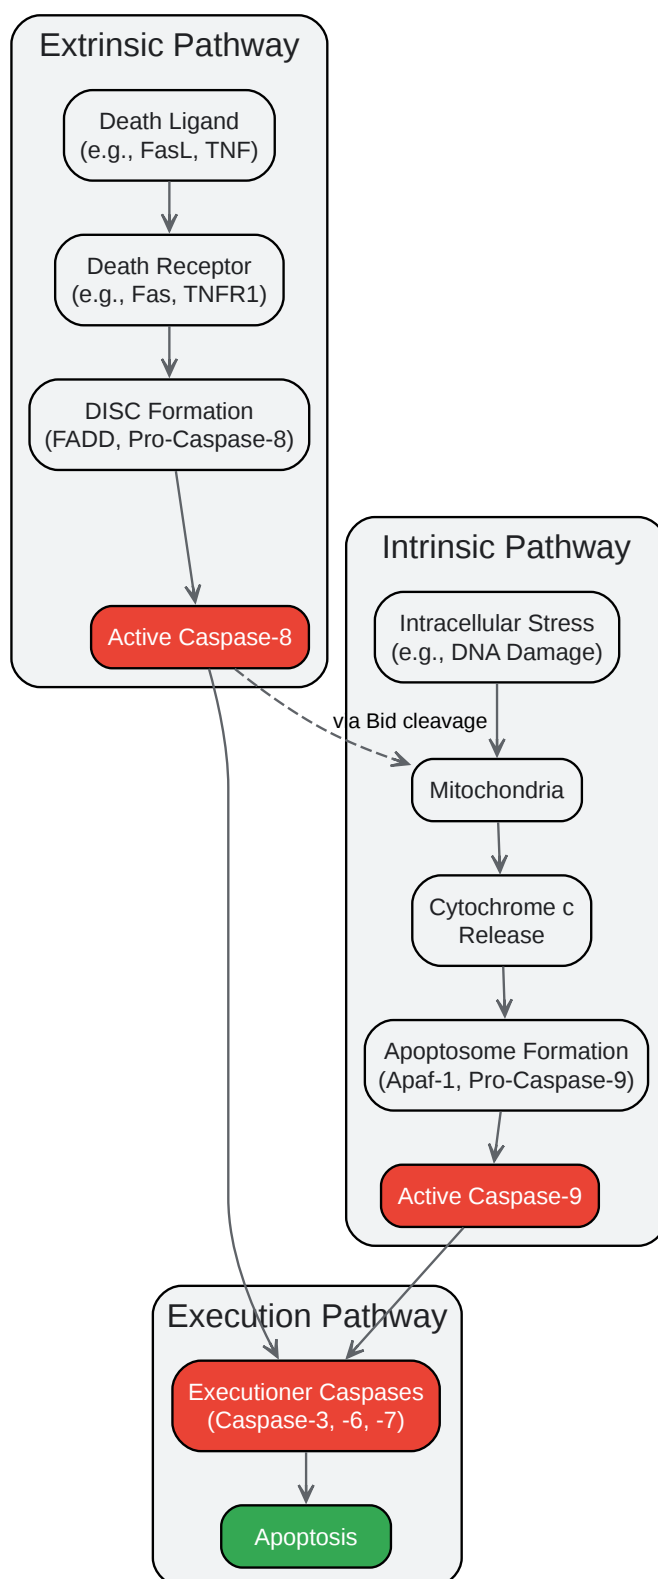 Extrinsic Pathway
Death Ligand
(e.g., FasL, TNF)
Death Receptor
(e.g., Fas, TNFR1)
DISC Formation
(FADD, Pro-Caspase-8)
Active Caspase-8
Intrinsic Pathway
Intracellular Stress
(e.g., DNA Damage)
via Bid cleavage
Mitochondria
Cytochrome c
Release
Apoptosome Formation
(Apaf-1, Pro-Caspase-9)
Active Caspase-9
Execution Pathway
Executioner Caspases
(Caspase-3, -6, -7)
Apoptosis